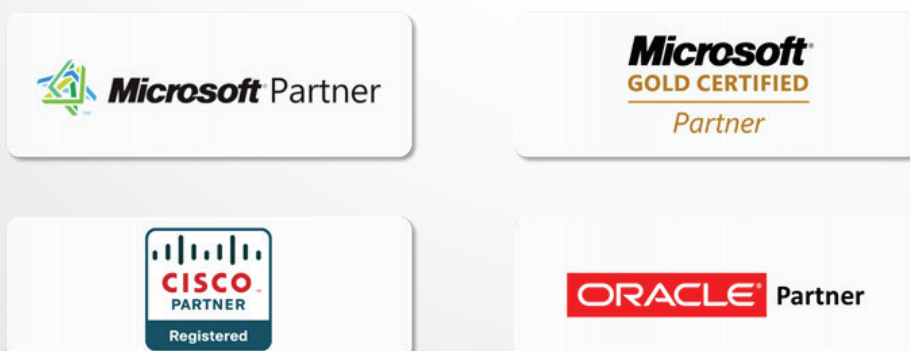 Microsoft Partner
Microsoft
GOLD CERTIFIED
Partner
CISCO
PARTNER
Registered
ORACLE Partner